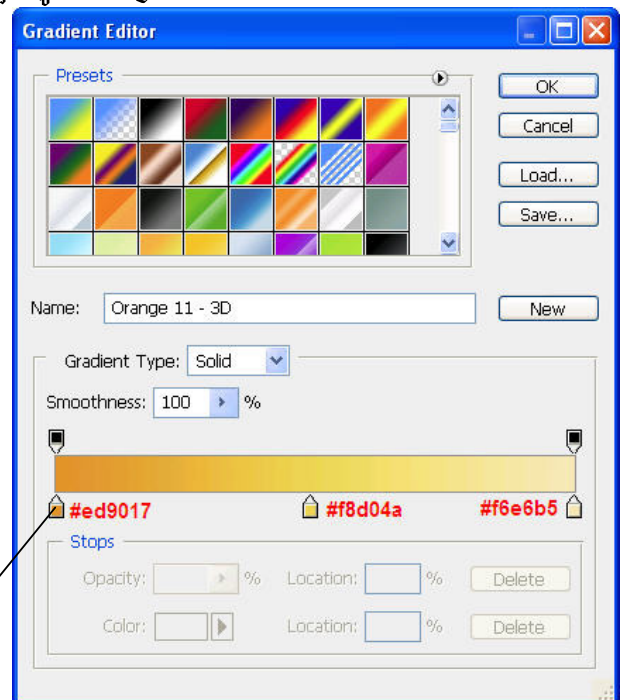 Gradient Editor
Presets
OK
Cancel
Load...
Save...
Name: Orange 11 - 3D
New
Gradient Type: Solid
Smoothness: 100 %
#ed9017 #f8d04a #f6e6b5
Stops
Opacity: % Location: % Delete
Color: Location: % Delete